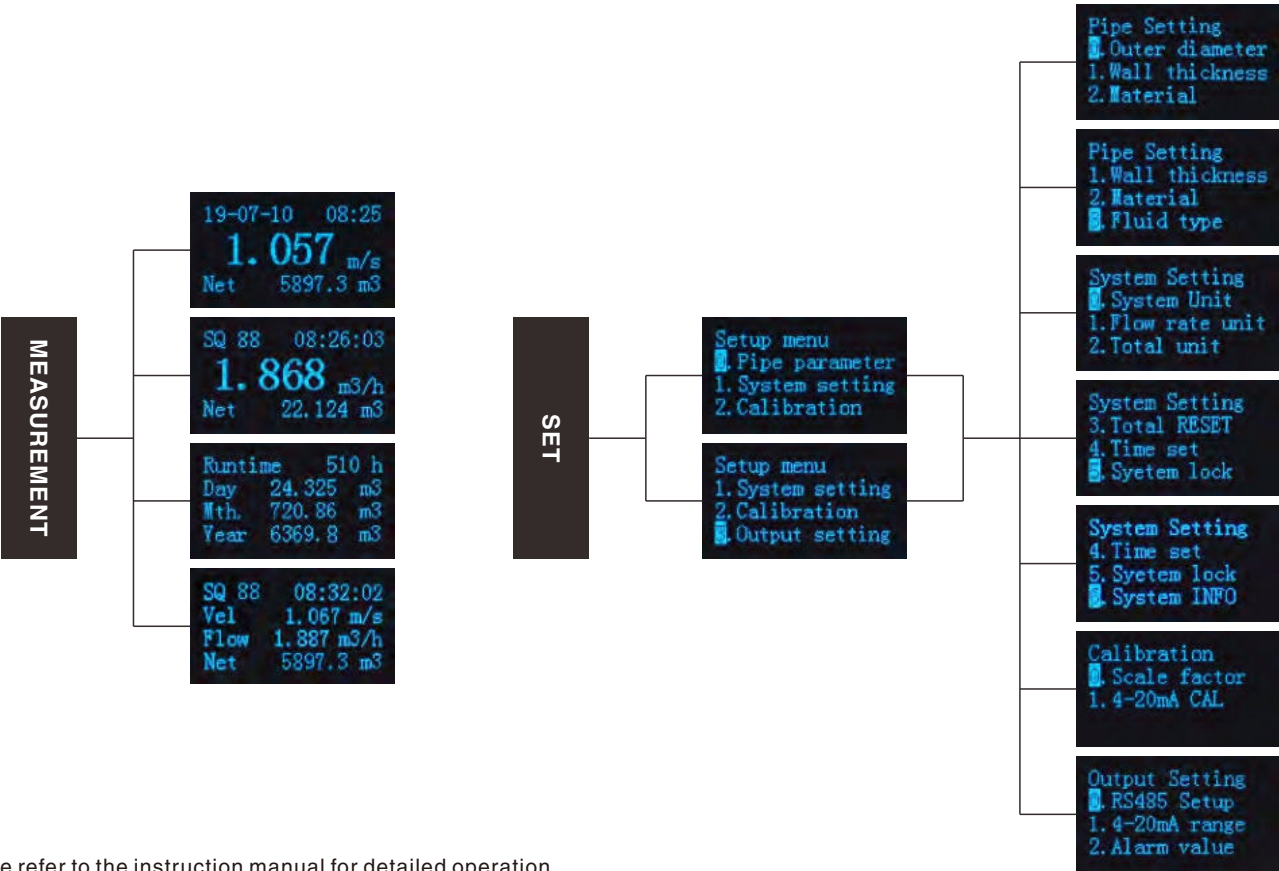 MEASUREMENT
19-07-10 08:25
1.057 m/s
Net 5897.3 m3
SQ 88 08:26:03
1.868 m3/h
Net 22.124 m3
Runtime 510 h
Day 24.325 m3
Mth. 720.86 m3
Year 6369.8 m3
SQ 88 08:32:02
Vel 1.067 m/s
Flow 1.887 m3/h
Net 5897.3 m3
SET
Setup menu
0.Pipe parameter
1.System setting
2.Calibration
Setup menu
1.System setting
2.Calibration
3.Output setting
Pipe Setting
0.Outer diameter
1.Wall thickness
2.Material
Pipe Setting
1.Wall thickness
2.Material
3.Fluid type
System Setting
0.System Unit
1.Flow rate unit
2.Total unit
System Setting
3.Total RESET
4.Time set
5.Syetem lock
System Setting
4.Time set
5.Syetem lock
6.System INFO
Calibration
0.Scale factor
1.4-20mA CAL
Output Setting
0.RS485 Setup
1.4-20mA range
2.Alarm value
e refer to the instruction manual for detailed operation